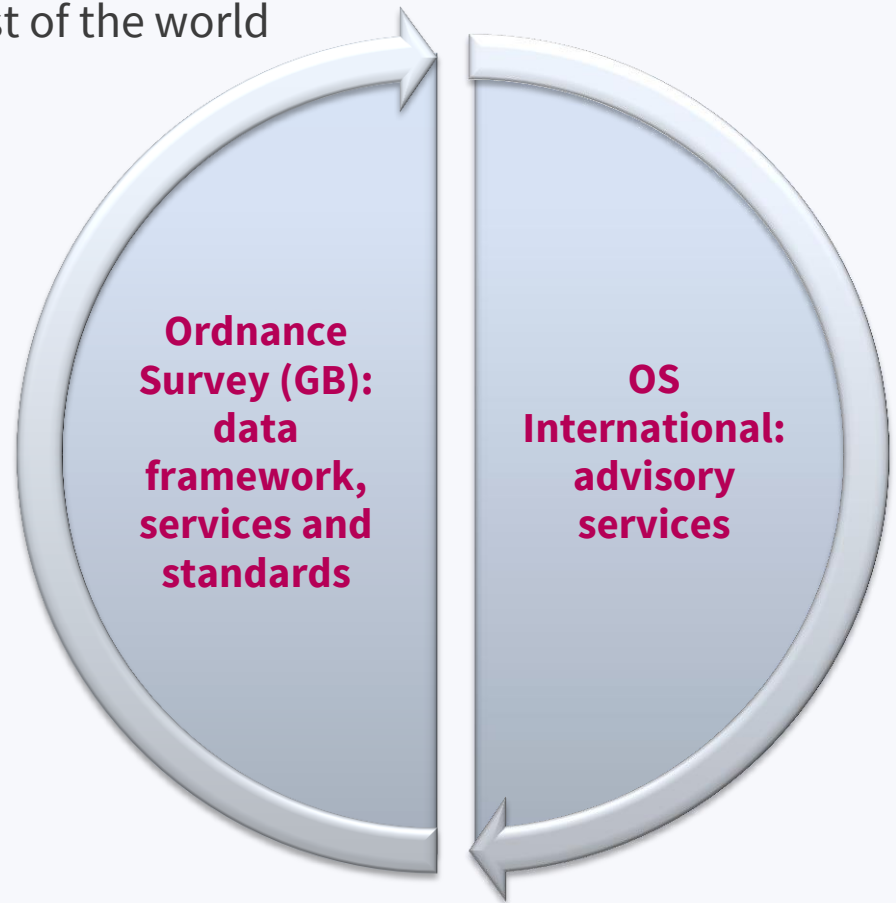 st of the world
Ordnance
Survey (GB):
data
framework,
services and
standards
OS
International:
advisory
services